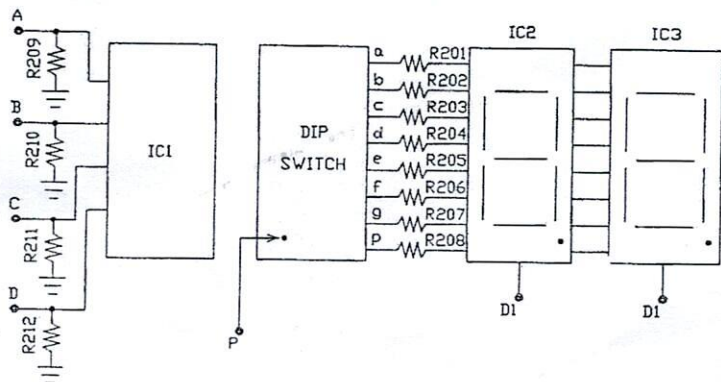 A
R209
B
R210
C
R211
D
R212
IC1
DIP
SWITCH
P
a
b
c
d
e
f
g
p
R201
R202
R203
R204
R205
R206
R207
R208
IC2
IC3
D1
D1